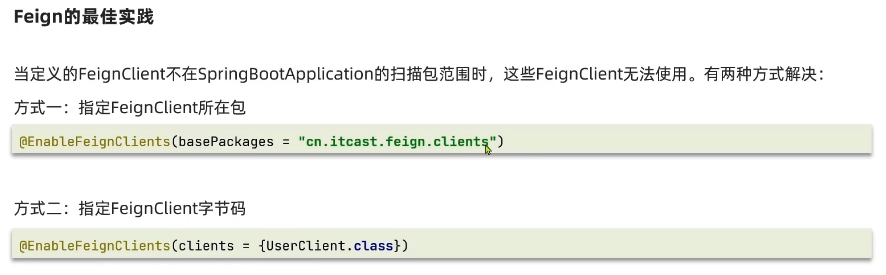 Feign的最佳实践
当定义的FeignClient不在SpringBootApplication的扫描包范围时，这些FeignClient无法使用。有两种方式解决：
方式一：指定FeignClient所在包
@EnableFeignClients(basePackages = "cn.itcast.feign.clients")
方式二：指定FeignClient字节码
@EnableFeignClients(clients = {UserClient.class})